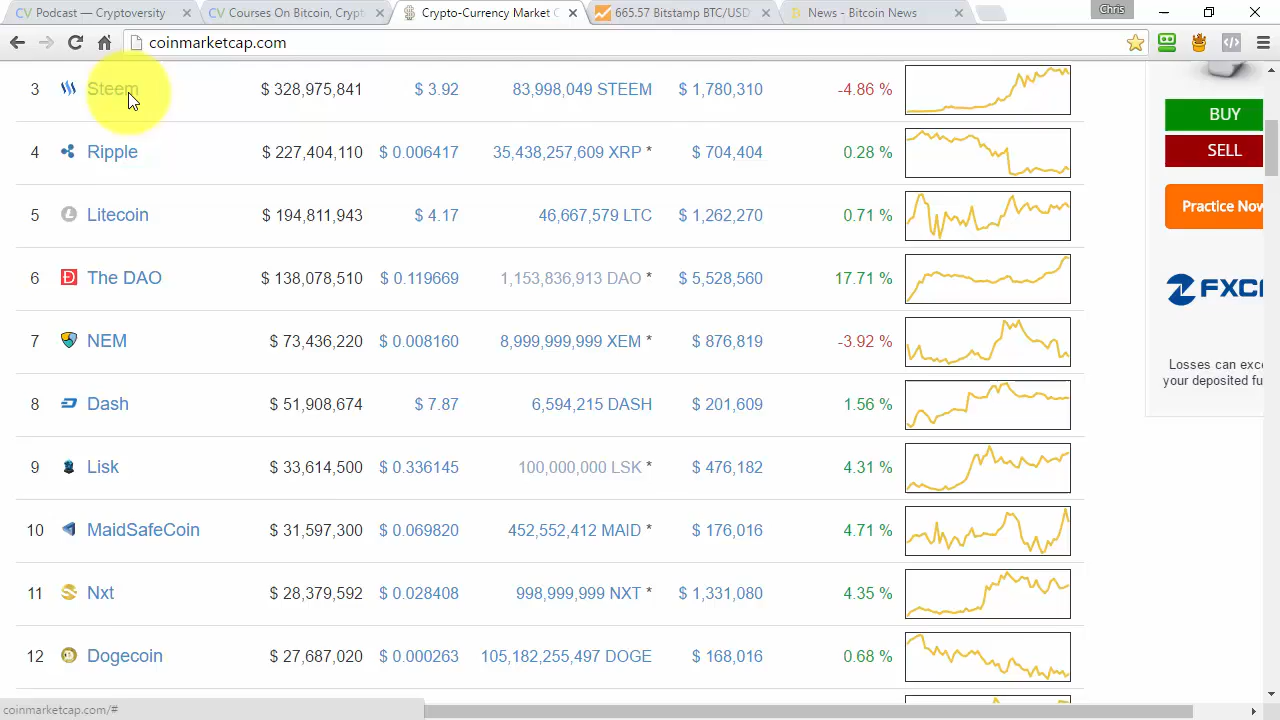 CV Podcast — Cryptoversity
CV Courses On Bitcoin, Crypt
Crypto-Currency Market C
665.57 Bitstamp BTC/USD
News - Bitcoin News
Chris
coinmarketcap.com
3 Steem $ 328,975,841 $ 3.92 83,998,049 STEEM $ 1,780,310 -4.86 %
4 Ripple $ 227,404,110 $ 0.006417 35,438,257,609 XRP * $ 704,404 0.28 %
5 Litecoin $ 194,811,943 $ 4.17 46,667,579 LTC $ 1,262,270 0.71 %
6 The DAO $ 138,078,510 $ 0.119669 1,153,836,913 DAO * $ 5,528,560 17.71 %
7 NEM $ 73,436,220 $ 0.008160 8,999,999,999 XEM * $ 876,819 -3.92 %
8 Dash $ 51,908,674 $ 7.87 6,594,215 DASH $ 201,609 1.56 %
9 Lisk $ 33,614,500 $ 0.336145 100,000,000 LSK * $ 476,182 4.31 %
10 MaidSafeCoin $ 31,597,300 $ 0.069820 452,552,412 MAID * $ 176,016 4.71 %
11 Nxt $ 28,379,592 $ 0.028408 998,999,999 NXT * $ 1,331,080 4.35 %
12 Dogecoin $ 27,687,020 $ 0.000263 105,182,255,497 DOGE $ 168,016 0.68 %
BUY
SELL
Practice Now
FXC
Losses can exce
your deposited fu
coinmarketcap.com/#